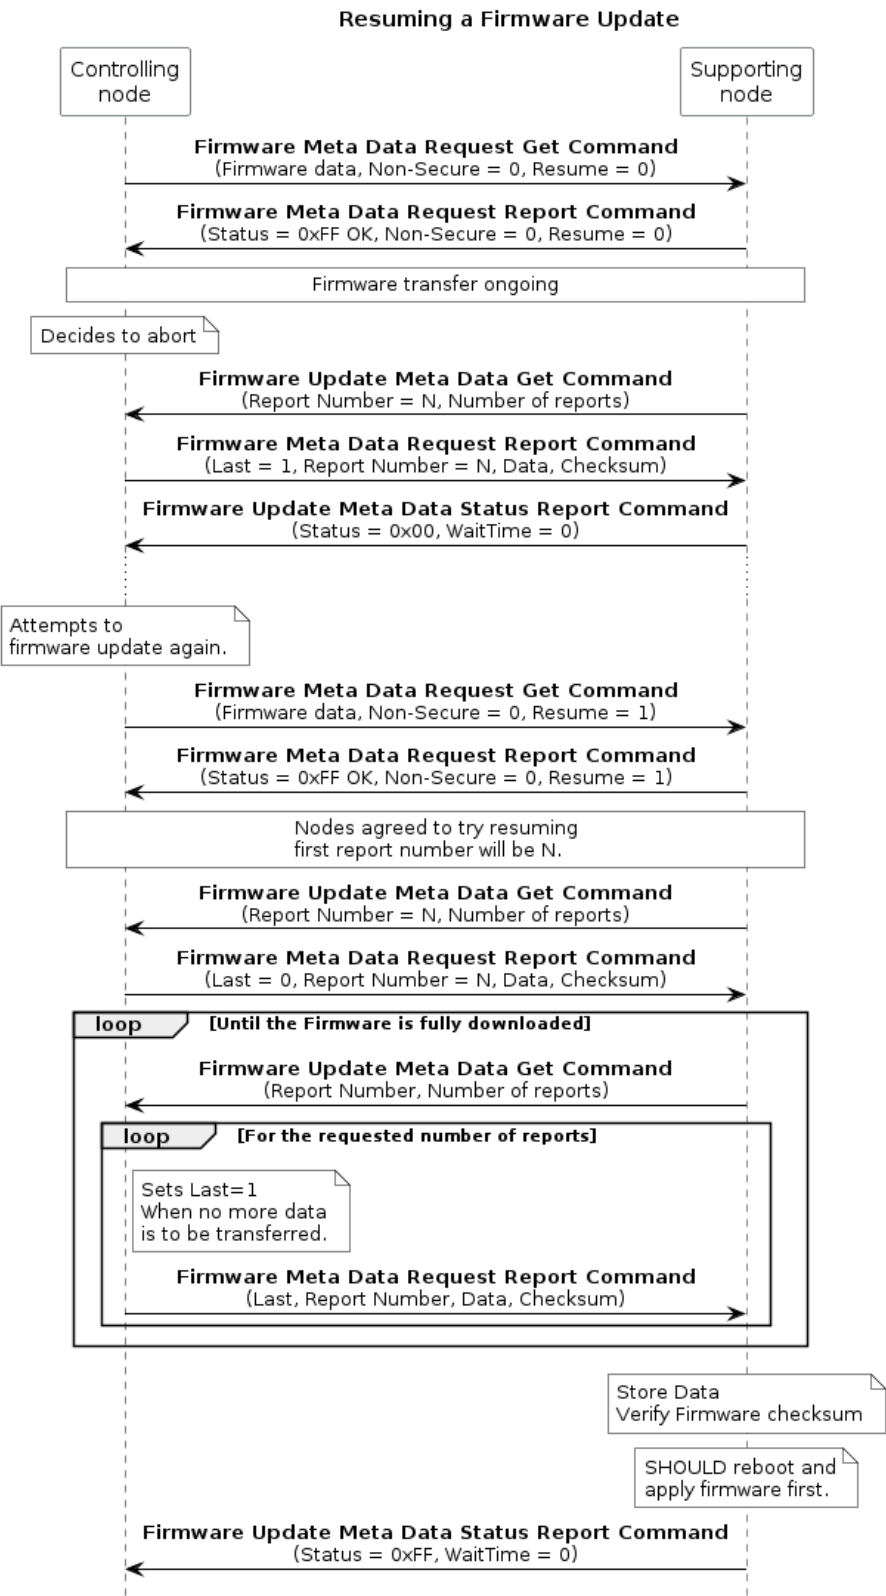 Resuming a Firmware Update
Controlling
node
Supporting
node
Firmware Meta Data Request Get Command
(Firmware data, Non-Secure = 0, Resume = 0)
Firmware Meta Data Request Report Command
(Status = 0xFF OK, Non-Secure = 0, Resume = 0)
Firmware transfer ongoing
Decides to abort
Firmware Update Meta Data Get Command
(Report Number = N, Number of reports)
Firmware Meta Data Request Report Command
(Last = 1, Report Number = N, Data, Checksum)
Firmware Update Meta Data Status Report Command
(Status = 0x00, WaitTime = 0)
Attempts to
firmware update again.
Firmware Meta Data Request Get Command
(Firmware data, Non-Secure = 0, Resume = 1)
Firmware Meta Data Request Report Command
(Status = 0xFF OK, Non-Secure = 0, Resume = 1)
Nodes agreed to try resuming
first report number will be N.
Firmware Update Meta Data Get Command
(Report Number = N, Number of reports)
Firmware Meta Data Request Report Command
(Last = 0, Report Number = N, Data, Checksum)
loop [Until the Firmware is fully downloaded]
Firmware Update Meta Data Get Command
(Report Number, Number of reports)
loop [For the requested number of reports]
Sets Last=1
When no more data
is to be transferred.
Firmware Meta Data Request Report Command
(Last, Report Number, Data, Checksum)
Store Data
Verify Firmware checksum
SHOULD reboot and
apply firmware first.
Firmware Update Meta Data Status Report Command
(Status = 0xFF, WaitTime = 0)